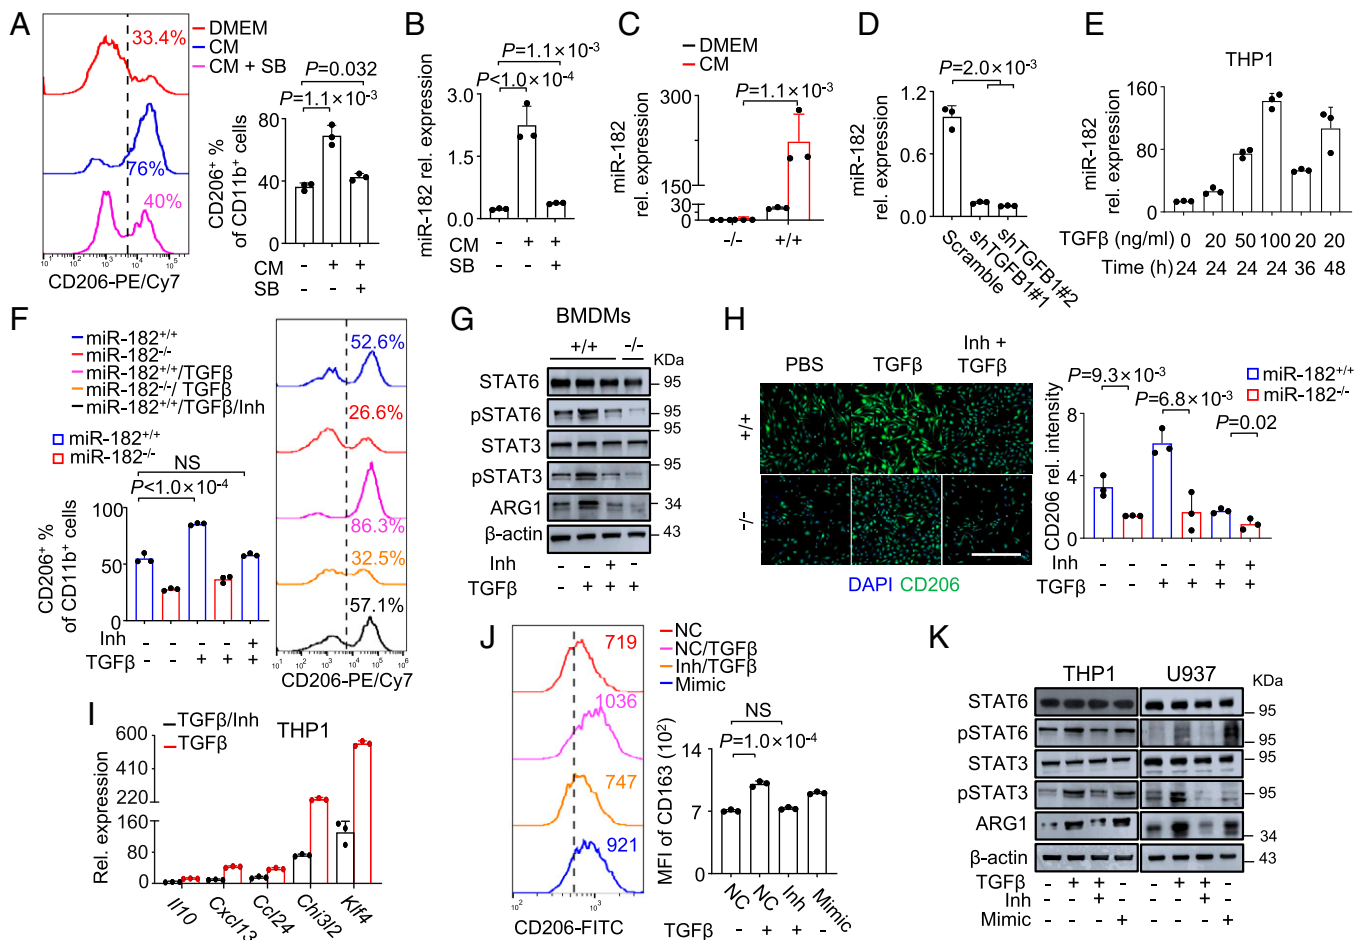 A
DMEM
CM
CM + SB
33.4%
76%
40%
10¹ 10² 10³ 10⁴ 10⁵
CD206-PE/Cy7
P=0.032
P=1.1×10⁻³
80
40
0
CD206⁺ %
of CD11b⁺ cells
CM - + +
SB - - +
B
P=1.1×10⁻³
P<1.0×10⁻⁴
3.0
1.5
0.0
miR-182 rel. expression
CM - + +
SB - - +
C
DMEM
CM
P=1.1×10⁻³
300
150
30
0
miR-182
rel. expression
-/- +/+
D
P=2.0×10⁻³
1.2
0.6
0.0
miR-182
rel. expression
Scramble
shTGFB1#1
shTGFB1#2
E
THP1
160
80
0
miR-182
rel. expression
TGFβ (ng/ml) 0 20 50 100 20 20
Time (h) 24 24 24 24 36 48
F
miR-182⁺/⁺
miR-182⁻/⁻
miR-182⁺/⁺/TGFβ
miR-182⁻/⁻/ TGFβ
miR-182⁺/⁺/TGFβ/Inh
miR-182⁺/⁺
miR-182⁻/⁻
NS
P<1.0×10⁻⁴
100
50
0
CD206⁺ %
of CD11b⁺ cells
Inh - - - - +
TGFβ - - + + +
52.6%
26.6%
86.3%
32.5%
57.1%
10¹ 10² 10³ 10⁴ 10⁵ 10⁶
CD206-PE/Cy7
G
BMDMs
+/+ -/-
KDa
STAT6 95
pSTAT6 95
STAT3
95
pSTAT3
95
ARG1 34
β-actin 43
Inh - - + -
TGFβ - + + +
H
PBS TGFβ Inh +
TGFβ
+/+
-/-
DAPI CD206
miR-182⁺/⁺
miR-182⁻/⁻
P=9.3×10⁻³
P=6.8×10⁻³
P=0.02
8
4
0
CD206 rel. intensity
Inh - - - - + +
TGFβ - - + + + +
I
TGFβ/Inh
TGFβ
THP1
600
410
220
160
80
0
Rel. expression
Il10
Cxcl13
Ccl24
Chi3l2
Klf4
J
NC
NC/TGFβ
Inh/TGFβ
Mimic
719
1036
747
921
10² 10³
CD206-FITC
NS
P=1.0×10⁻⁴
14
7
0
MFI of CD163 (10²)
NC NC Inh Mimic
TGFβ - + + -
K
THP1 U937
KDa
STAT6
95
pSTAT6
95
STAT3
pSTAT3 95
ARG1
34
β-actin 43
TGFβ - + + - - + + -
Inh - - + - - - + -
Mimic - - - + - - - +